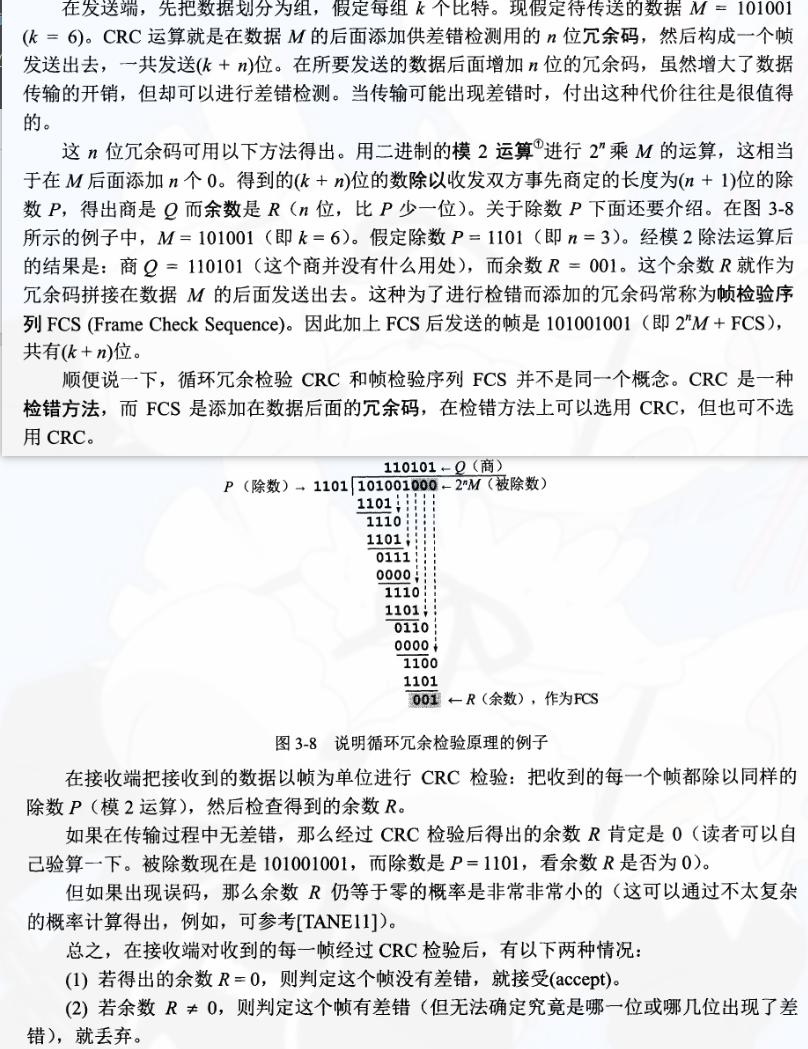 在发送端，先把数据划分为组，假定每组 k 个比特。现假定待传送的数据 M = 101001
(k = 6)。CRC 运算就是在数据 M 的后面添加供差错检测用的 n 位冗余码，然后构成一个帧
发送出去，一共发送(k + n)位。在所要发送的数据后面增加 n 位的冗余码，虽然增大了数据
传输的开销，但却可以进行差错检测。当传输可能出现差错时，付出这种代价往往是很值得
的。
这 n 位冗余码可用以下方法得出。用二进制的模 2 运算①进行 2ⁿ 乘 M 的运算，这相当
于在 M 后面添加 n 个 0。得到的(k + n)位的数除以收发双方事先商定的长度为(n + 1)位的除
数 P，得出商是 Q 而余数是 R（n 位，比 P 少一位）。关于除数 P 下面还要介绍。在图 3-8
所示的例子中，M = 101001（即 k = 6）。假定除数 P = 1101（即 n = 3）。经模 2 除法运算后
的结果是：商 Q = 110101（这个商并没有什么用处），而余数 R = 001。这个余数 R 就作为
冗余码拼接在数据 M 的后面发送出去。这种为了进行检错而添加的冗余码常称为帧检验序
列 FCS (Frame Check Sequence)。因此加上 FCS 后发送的帧是 101001001（即 2ⁿM + FCS），
共有(k + n)位。
顺便说一下，循环冗余检验 CRC 和帧检验序列 FCS 并不是同一个概念。CRC 是一种
检错方法，而 FCS 是添加在数据后面的冗余码，在检错方法上可以选用 CRC，但也可不选
用 CRC。
110101 ← Q（商）
P（除数）→ 1101 101001000 ← 2ⁿM（被除数）
1101
1110
1101
0111
0000
1110
1101
0110
0000
1100
1101
001 ← R（余数），作为FCS
图 3-8 说明循环冗余检验原理的例子
在接收端把接收到的数据以帧为单位进行 CRC 检验：把收到的每一个帧都除以同样的
除数 P（模 2 运算），然后检查得到的余数 R。
如果在传输过程中无差错，那么经过 CRC 检验后得出的余数 R 肯定是 0（读者可以自
己验算一下。被除数现在是 101001001，而除数是 P = 1101，看余数 R 是否为 0）。
但如果出现误码，那么余数 R 仍等于零的概率是非常非常小的（这可以通过不太复杂
的概率计算得出，例如，可参考[TANE11]）。
总之，在接收端对收到的每一帧经过 CRC 检验后，有以下两种情况：
(1) 若得出的余数 R = 0，则判定这个帧没有差错，就接受(accept)。
(2) 若余数 R ≠ 0，则判定这个帧有差错（但无法确定究竟是哪一位或哪几位出现了差
错），就丢弃。